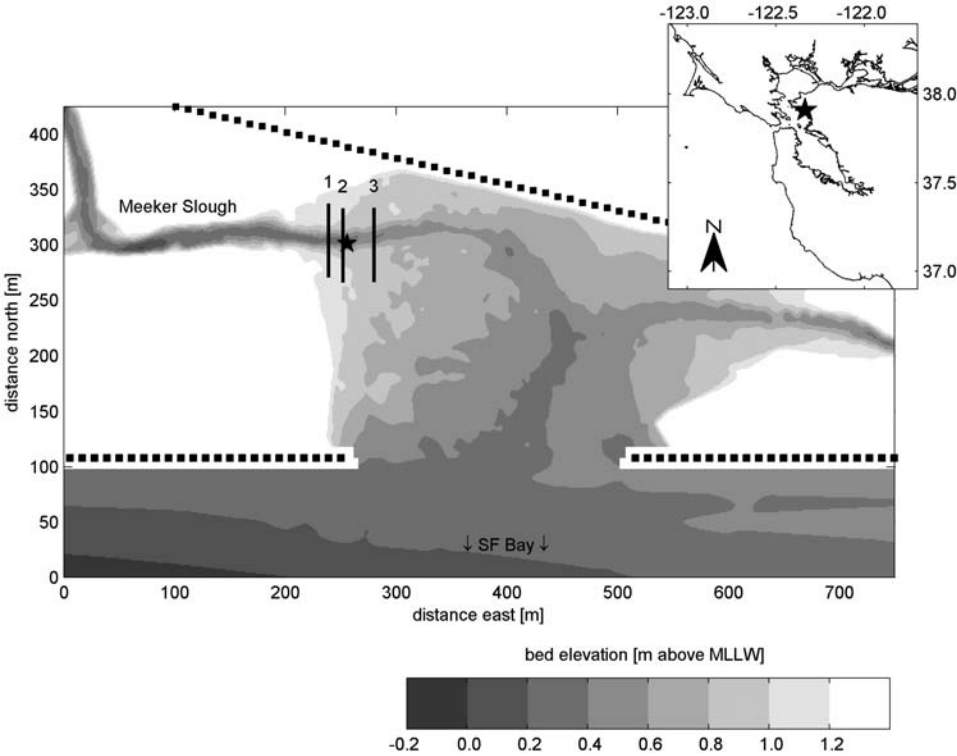 -123.0 -122.5 -122.0
38.0
37.5
37.0
N
400
350
300
250
200
150
100
50
0
distance north [m]
Meeker Slough
1 2 3
↓ SF Bay ↓
0 100 200 300 400 500 600 700
distance east [m]
bed elevation [m above MLLW]
-0.2 0.0 0.2 0.4 0.6 0.8 1.0 1.2